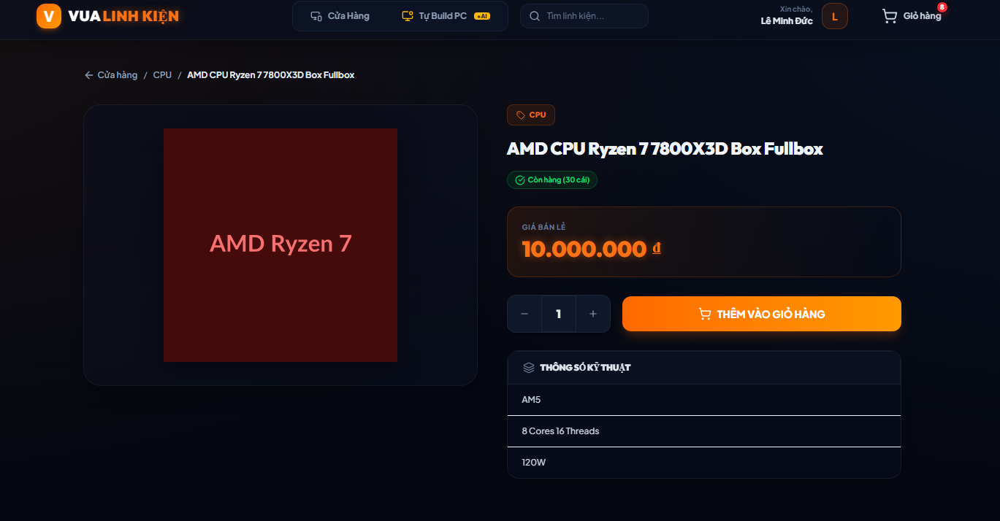 V VUA LINH KIỆN
Cửa Hàng
Tự Build PC +AI
Tìm linh kiện...
Xin chào,
Lê Minh Đức
L
Giỏ hàng
8
Cửa hàng / CPU / AMD CPU Ryzen 7 7800X3D Box Fullbox
AMD Ryzen 7
CPU
AMD CPU Ryzen 7 7800X3D Box Fullbox
Còn hàng (30 cái)
GIÁ BÁN LẺ
10.000.000 đ
− 1 +
THÊM VÀO GIỎ HÀNG
THÔNG SỐ KỸ THUẬT
AM5
8 Cores 16 Threads
120W